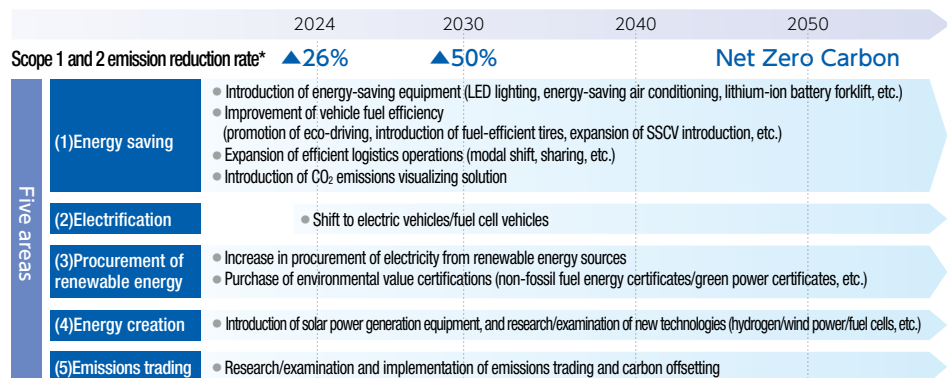 2024 2030 2040 2050
Scope 1 and 2 emission reduction rate* ▲26% ▲50% Net Zero Carbon
Five areas
(1)Energy saving
● Introduction of energy-saving equipment (LED lighting, energy-saving air conditioning, lithium-ion battery forklift, etc.)
● Improvement of vehicle fuel efficiency
(promotion of eco-driving, introduction of fuel-efficient tires, expansion of SSCV introduction, etc.)
● Expansion of efficient logistics operations (modal shift, sharing, etc.)
● Introduction of CO₂ emissions visualizing solution
(2)Electrification
● Shift to electric vehicles/fuel cell vehicles
(3)Procurement of
renewable energy
● Increase in procurement of electricity from renewable energy sources
● Purchase of environmental value certifications (non-fossil fuel energy certificates/green power certificates, etc.)
(4)Energy creation
● Introduction of solar power generation equipment, and research/examination of new technologies (hydrogen/wind power/fuel cells, etc.)
(5)Emissions trading
● Research/examination and implementation of emissions trading and carbon offsetting